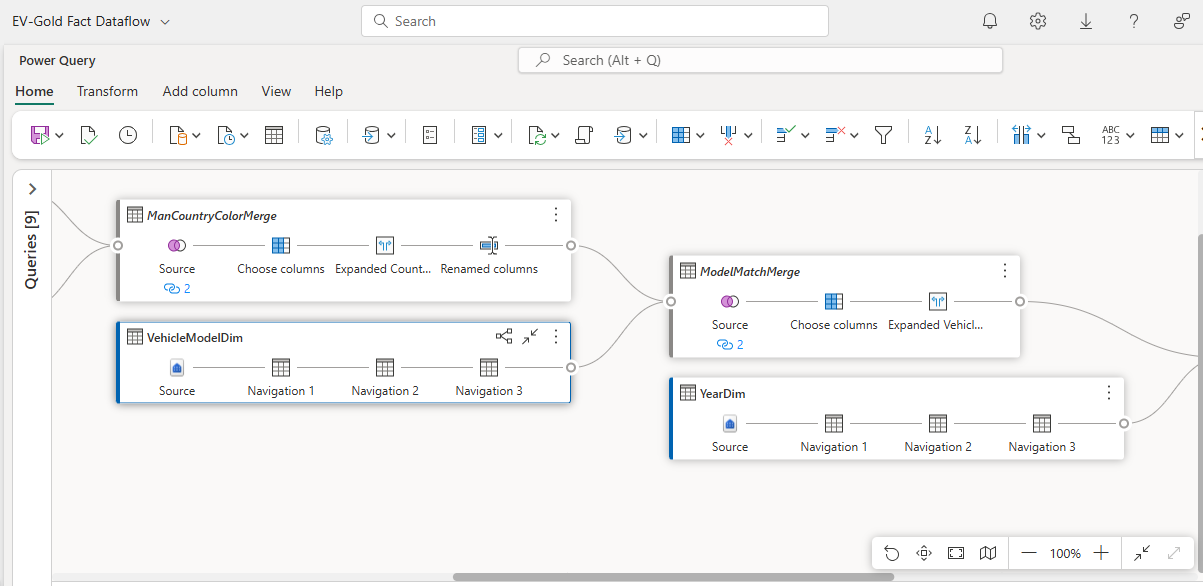 EV-Gold Fact Dataflow
Search
Power Query
Search (Alt + Q)
Home Transform Add column View Help
ABC
123
A
Z
Z
A
Queries [9]
ManCountryColorMerge
Source Choose columns Expanded Count... Renamed columns
2
VehicleModelDim
Source Navigation 1 Navigation 2 Navigation 3
ModelMatchMerge
Source Choose columns Expanded Vehicl...
2
YearDim
Source Navigation 1 Navigation 2 Navigation 3
100%